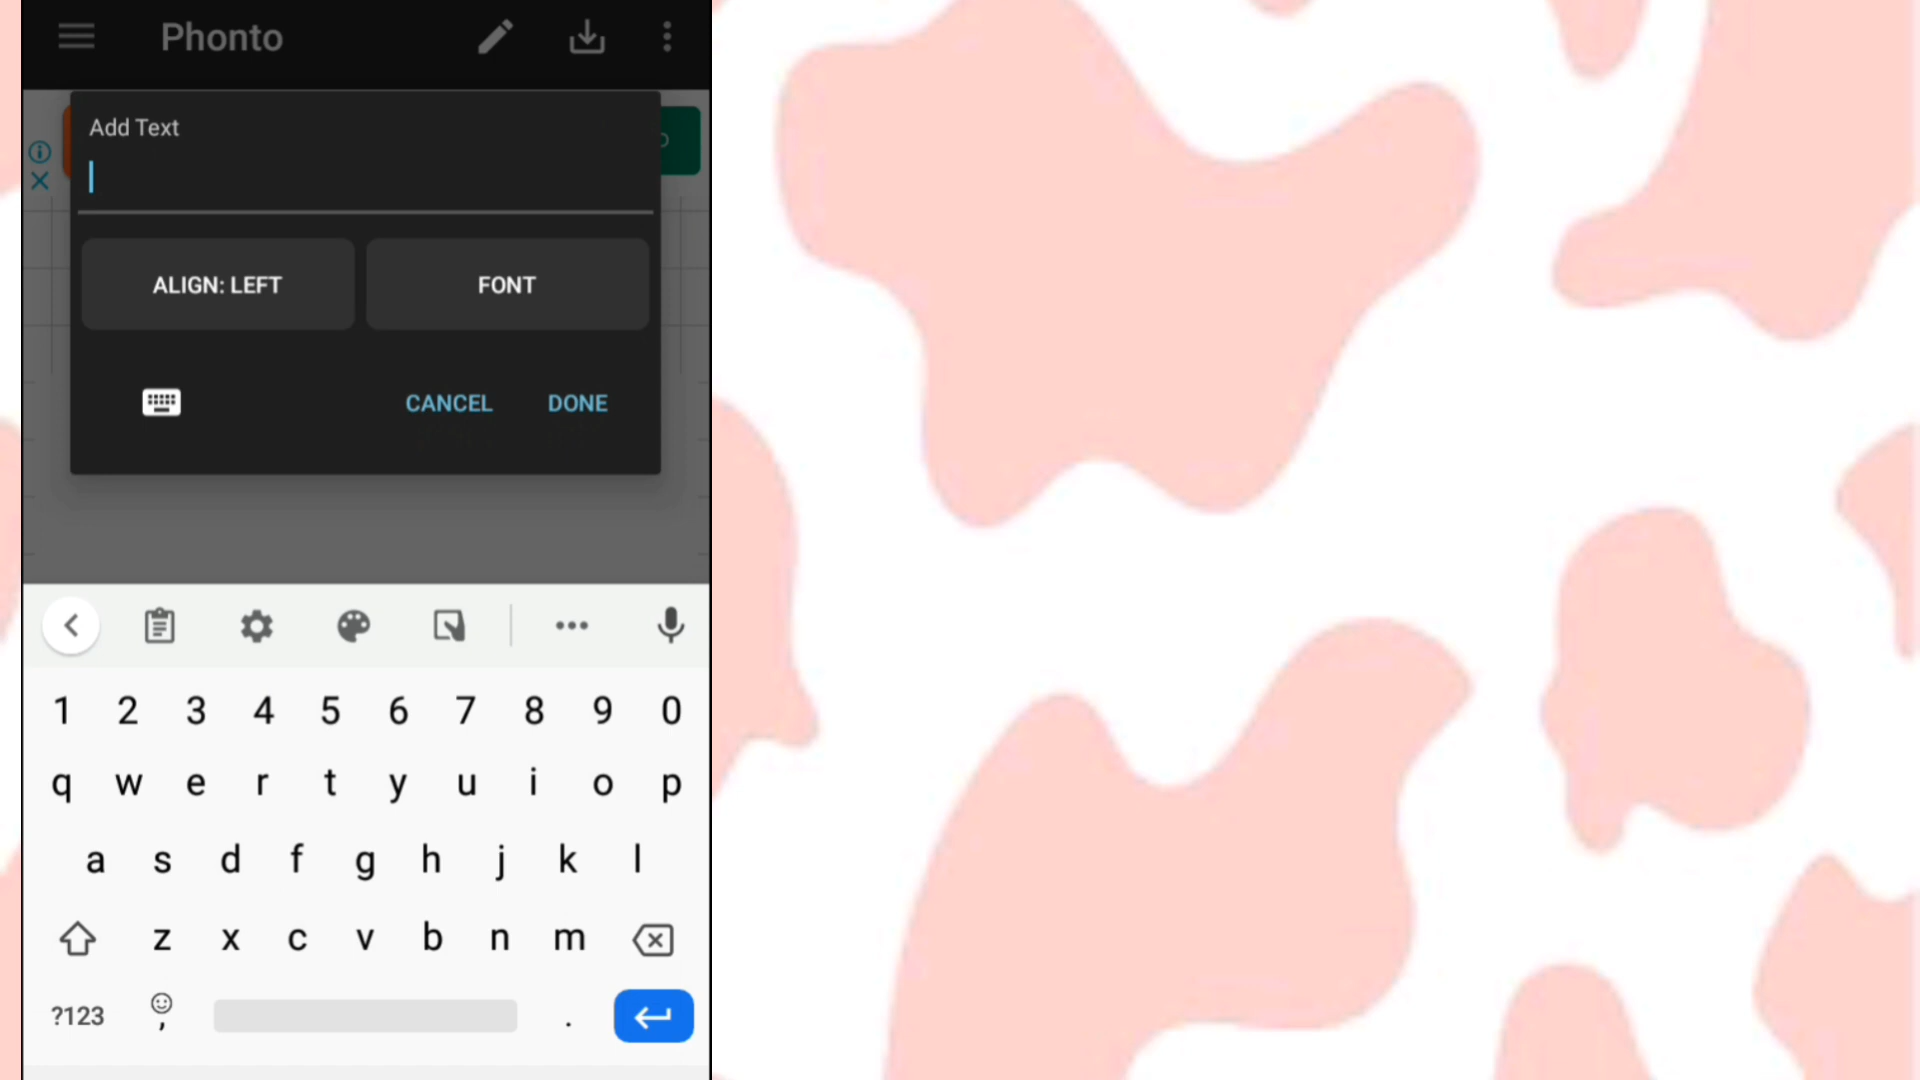 Phonto
Add Text
ALIGN: LEFT FONT
CANCEL DONE
1 2 3 4 5 6 7 8 9 0
q w e r t y u i o p
a s d f g h j k l
z x c v b n m
?123 , .